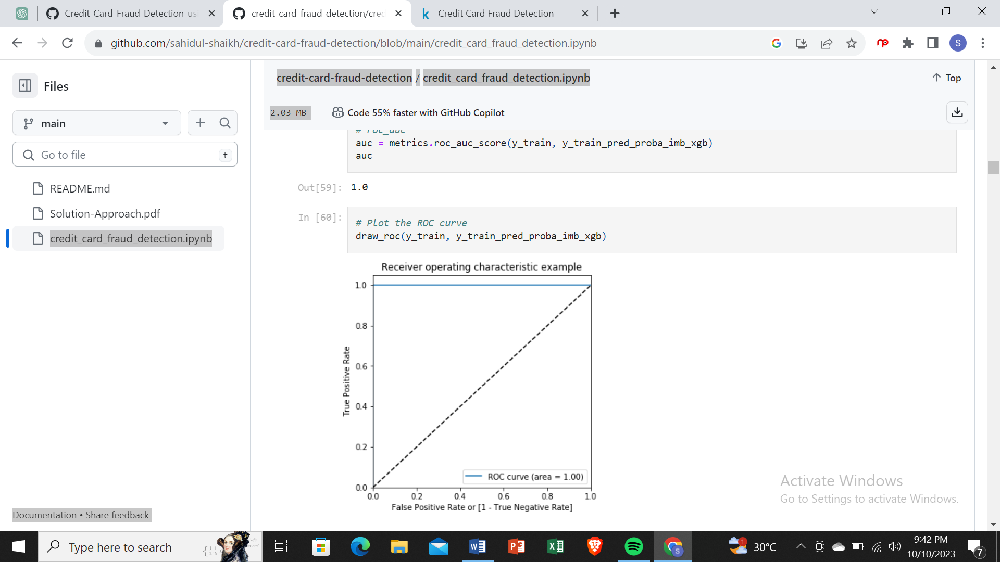 Credit-Card-Fraud-Detection-usi
credit-card-fraud-detection/cred
Credit Card Fraud Detection
github.com/sahidul-shaikh/credit-card-fraud-detection/blob/main/credit_card_fraud_detection.ipynb
S
Files
main
Go to file
t
README.md
Solution-Approach.pdf
credit_card_fraud_detection.ipynb
Documentation • Share feedback
credit-card-fraud-detection / credit_card_fraud_detection.ipynb
Top
2.03 MB
Code 55% faster with GitHub Copilot
# roc_auc
auc = metrics.roc_auc_score(y_train, y_train_pred_proba_imb_xgb)
auc
Out[59]: 1.0
In [60]:
# Plot the ROC curve
draw_roc(y_train, y_train_pred_proba_imb_xgb)
Receiver operating characteristic example
1.0
0.8
0.6
0.4
0.2
0.0
True Positive Rate
ROC curve (area = 1.00)
0.0 0.2 0.4 0.6 0.8 1.0
False Positive Rate or [1 - True Negative Rate]
Activate Windows
Go to Settings to activate Windows.
Type here to search
1
30°C
9:42 PM
10/10/2023
7